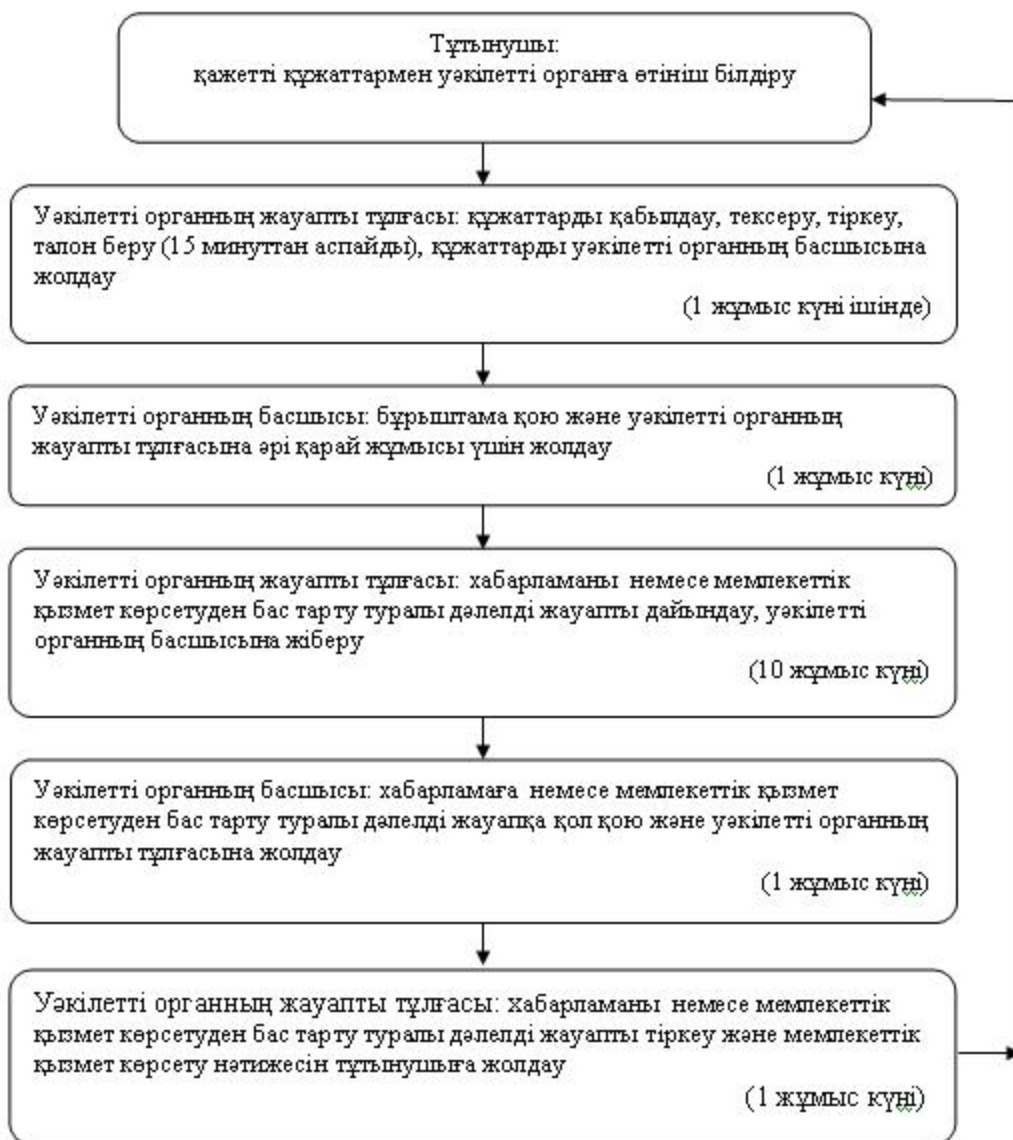 Тұтынушы:
қажетті құжаттармен уәкілетті органға өтініш білдіру
Уәкілетті органның жауапты тұлғасы: құжаттарды қабылдау, тексеру, тіркеу,
талон беру (15 минуттан аспайды), құжаттарды уәкілетті органның басшысына
жолдау
(1 жұмыс күні ішінде)
Уәкілетті органның басшысы: бұрыштама қою және уәкілетті органның
жауапты тұлғасына әрі қарай жұмысы үшін жолдау
(1 жұмыс күні)
Уәкілетті органның жауапты тұлғасы: хабарламаны немесе мемлекеттік
қызмет көрсетуден бас тарту туралы дәлелді жауапты дайындау, уәкілетті
органның басшысына жіберу
(10 жұмыс күні)
Уәкілетті органның басшысы: хабарламаға немесе мемлекеттік қызмет
көрсетуден бас тарту туралы дәлелді жауапқа қол қою және уәкілетті органның
жауапты тұлғасына жолдау
(1 жұмыс күні)
Уәкілетті органның жауапты тұлғасы: хабарламаны немесе мемлекеттік
қызмет көрсетуден бас тарту туралы дәлелді жауапты тіркеу және мемлекеттік
қызмет көрсету нәтижесін тұтынушыға жолдау
(1 жұмыс күні)